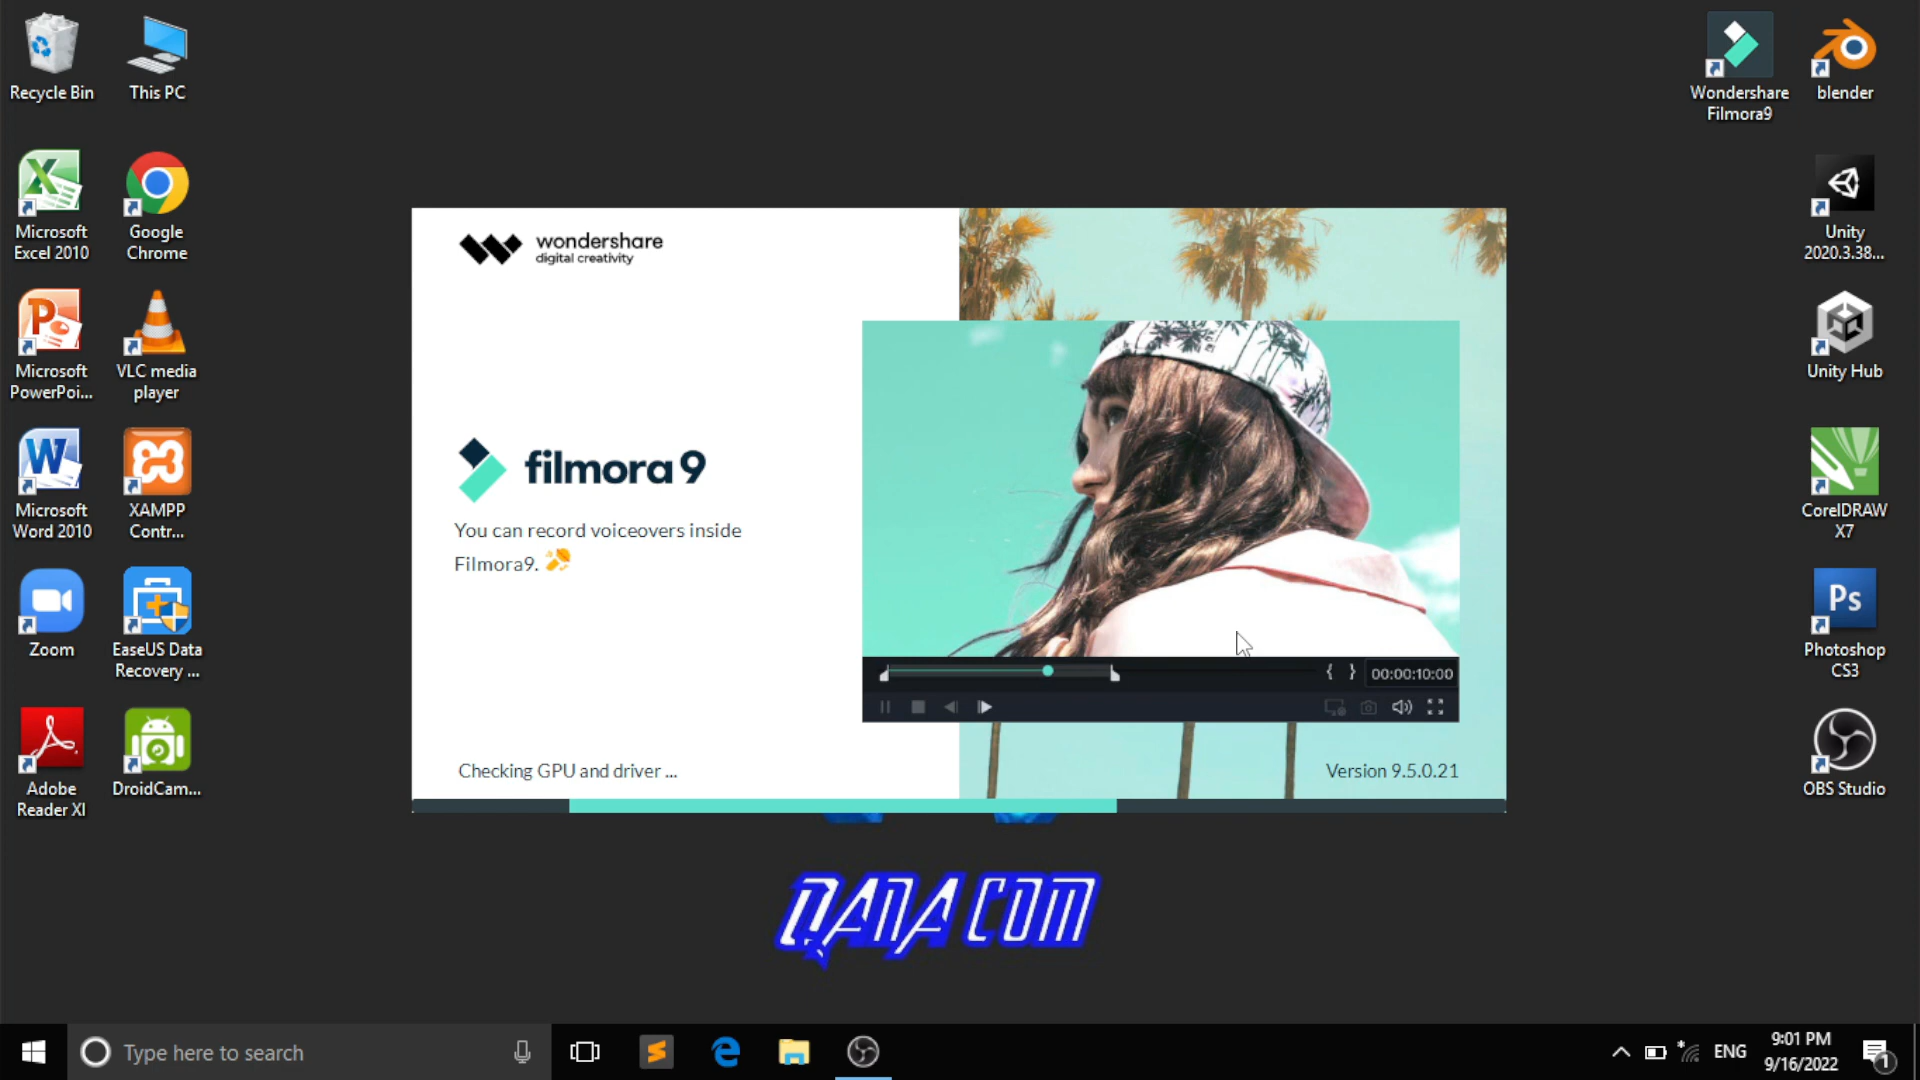 Recycle Bin
This PC
Wondershare
Filmora9
blender
Microsoft
Excel 2010
Google
Chrome
Unity
2020.3.38...
Microsoft
PowerPoi...
VLC media
player
Unity Hub
Microsoft
Word 2010
XAMPP
Contr...
CorelDRAW
X7
Zoom
EaseUS Data
Recovery ...
Ps
Photoshop
CS3
Adobe
Reader XI
DroidCam...
OBS Studio
wondershare
digital creativity
filmora9
You can record voiceovers inside
Filmora9.
00:00:10:00
Checking GPU and driver ...
Version 9.5.0.21
QANA COM
Type here to search
ENG
9:01 PM
9/16/2022
1